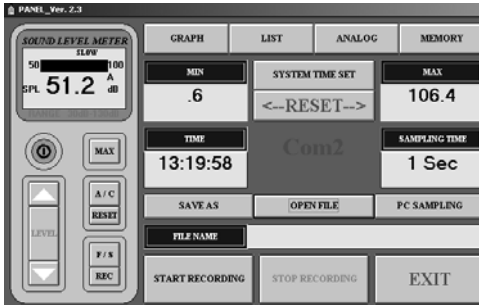 PANEL_Ver. 2.3
SOUND LEVEL METER
SLOW
50 100
SPL 51.2 A dB
MAX
A / C
RESET
LEVEL
F / S
REC
GRAPH LIST ANALOG MEMORY
MIN SYSTEM TIME SET MAX
.6 <--RESET--> 106.4
TIME Com2 SAMPLING TIME
13:19:58 1 Sec
SAVE AS OPEN FILE PC SAMPLING
FILE NAME
START RECORDING STOP RECORDING EXIT